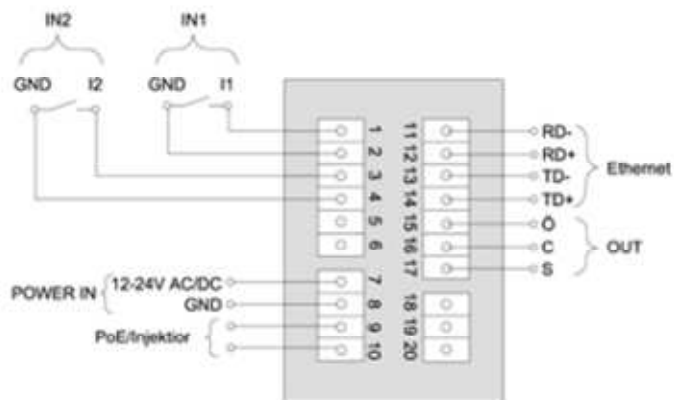 IN2 IN1
GND I2 GND I1
1 11 RD-
2 12 RD+
3 13 TD-
4 14 TD+
Ethernet
5 15 Ö
6 16 C
17 S
OUT
7 12-24V AC/DC
POWER IN
8 GND 18
9 19
PoE/Injektior
10 20